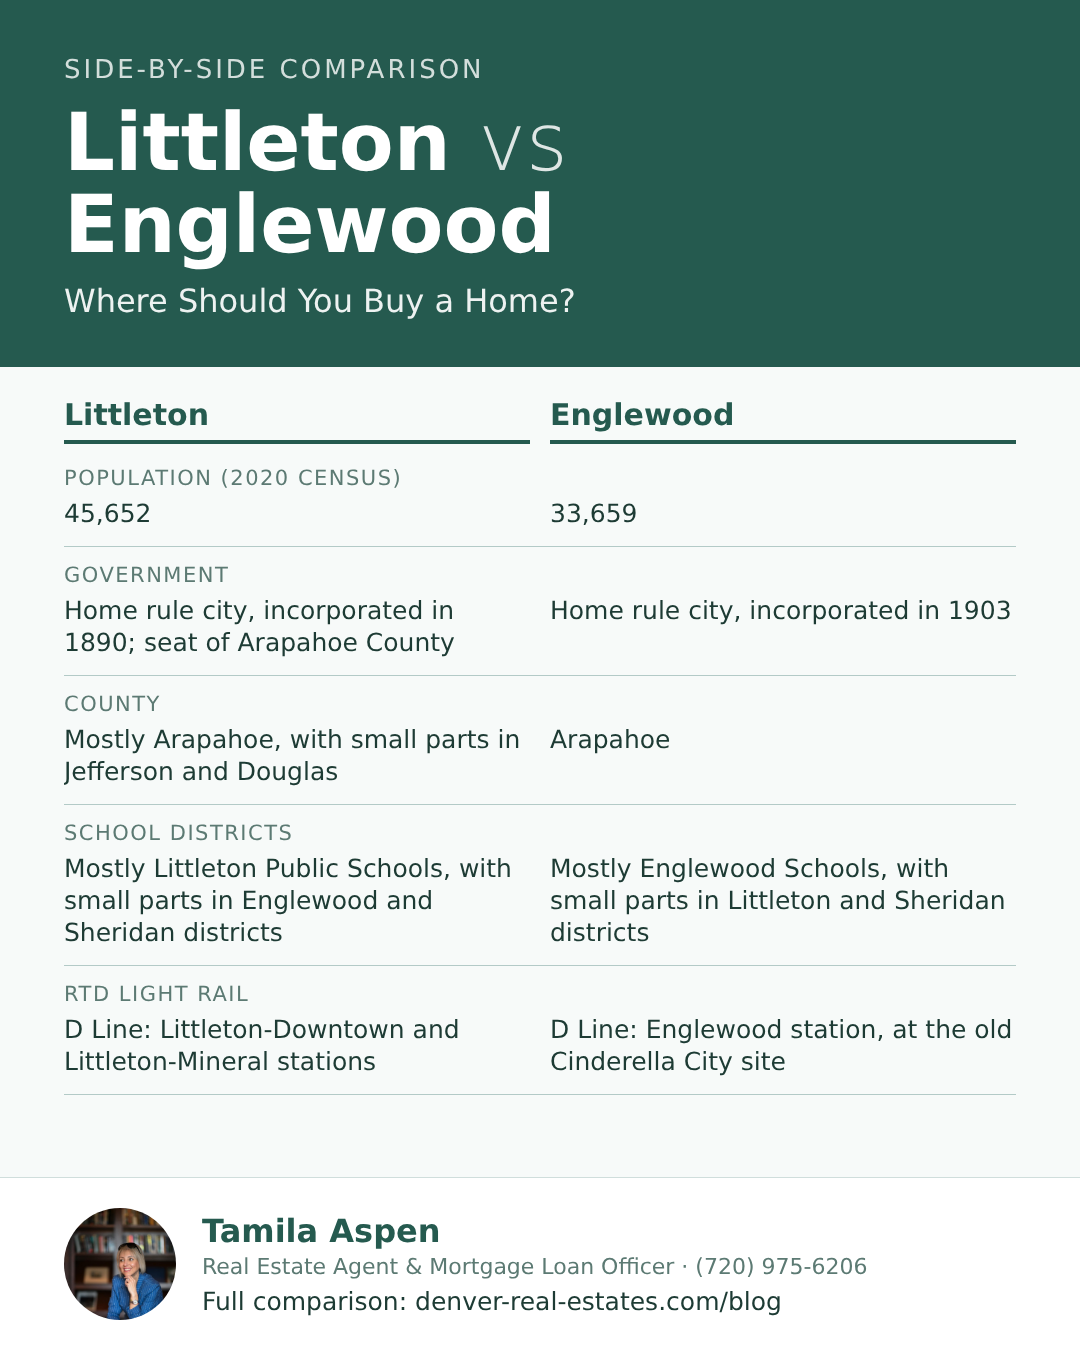 SIDE-BY-SIDE COMPARISON
Littleton VS
Englewood
Where Should You Buy a Home?
Littleton
Englewood
POPULATION (2020 CENSUS)
45,652
33,659
GOVERNMENT
Home rule city, incorporated in
1890; seat of Arapahoe County
Home rule city, incorporated in 1903
COUNTY
Mostly Arapahoe, with small parts in
Jefferson and Douglas
Arapahoe
SCHOOL DISTRICTS
Mostly Littleton Public Schools, with
small parts in Englewood and
Sheridan districts
Mostly Englewood Schools, with
small parts in Littleton and Sheridan
districts
RTD LIGHT RAIL
D Line: Littleton-Downtown and
Littleton-Mineral stations
D Line: Englewood station, at the old
Cinderella City site
Tamila Aspen
Real Estate Agent & Mortgage Loan Officer · (720) 975-6206
Full comparison: denver-real-estates.com/blog